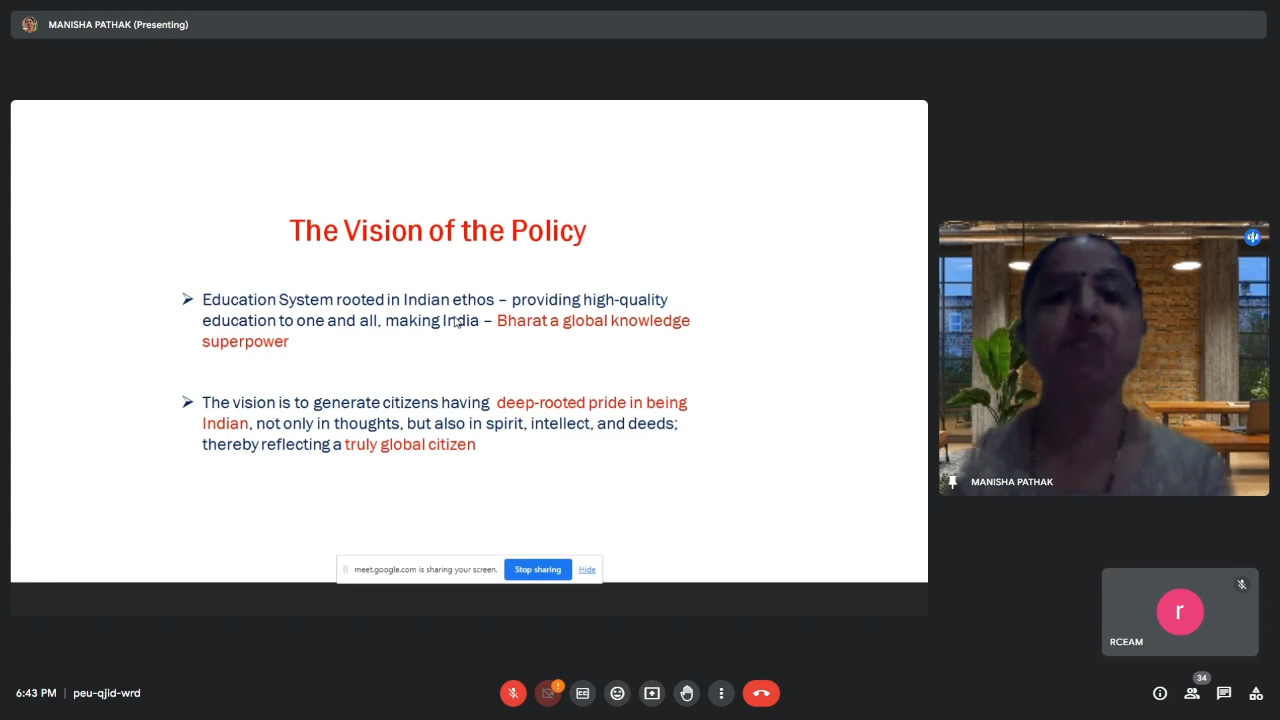 MANISHA PATHAK (Presenting)
The Vision of the Policy
Education System rooted in Indian ethos – providing high-quality
education to one and all, making India – Bharat a global knowledge
superpower
The vision is to generate citizens having deep-rooted pride in being
Indian, not only in thoughts, but also in spirit, intellect, and deeds;
thereby reflecting a truly global citizen
meet.google.com is sharing your screen. Stop sharing Hide
MANISHA PATHAK
r
RCEAM
6:43 PM | peu-qjid-wrd
!
34